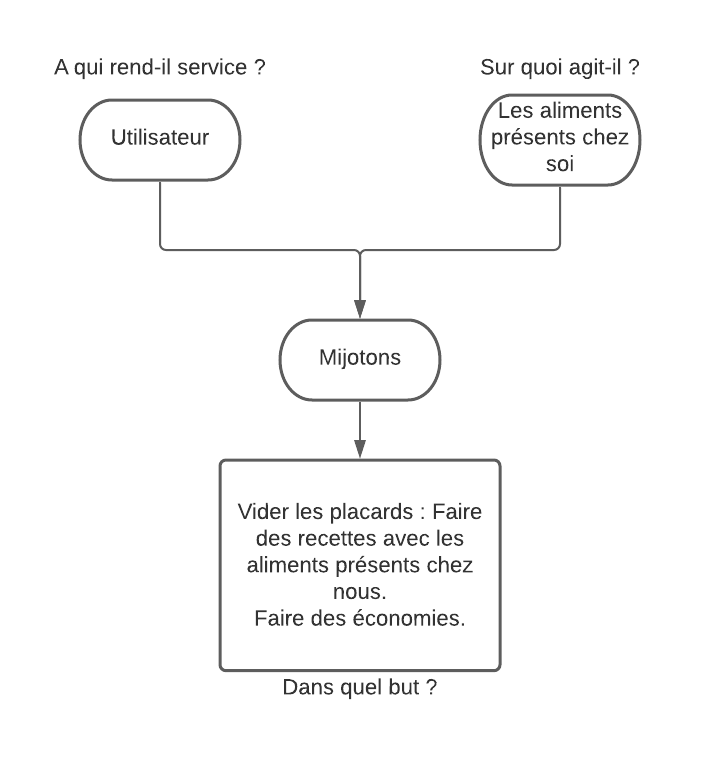 A qui rend-il service ?
Sur quoi agit-il ?
Utilisateur
Les aliments
présents chez
soi
Mijotons
Vider les placards : Faire
des recettes avec les
aliments présents chez
nous.
Faire des économies.
Dans quel but ?